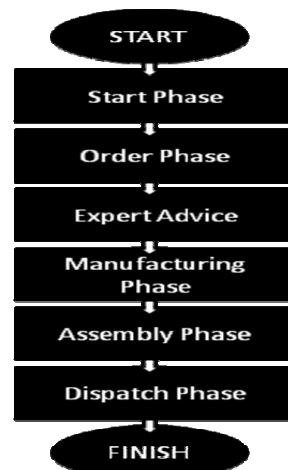 START
Start Phase
Order Phase
Expert Advice
Manufacturing
Phase
Assembly Phase
Dispatch Phase
FINISH